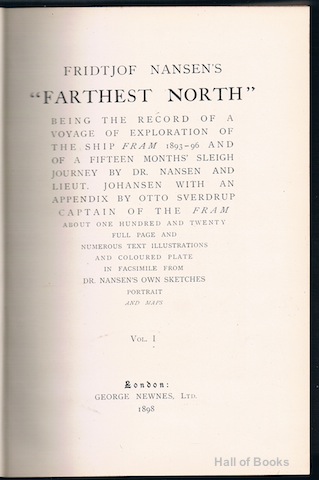 FRIDTJOF NANSEN'S
"FARTHEST NORTH"
BEING THE RECORD OF A
VOYAGE OF EXPLORATION OF
THE SHIP FRAM 1893-96 AND
OF A FIFTEEN MONTHS' SLEIGH
JOURNEY BY DR. NANSEN AND
LIEUT. JOHANSEN WITH AN
APPENDIX BY OTTO SVERDRUP
CAPTAIN OF THE FRAM
ABOUT ONE HUNDRED AND TWENTY
FULL PAGE AND
NUMEROUS TEXT ILLUSTRATIONS
AND COLOURED PLATE
IN FACSIMILE FROM
DR. NANSEN'S OWN SKETCHES
PORTRAIT
AND MAPS
VOL. I
London:
GEORGE NEWNES, LTD.
1898
Hall of Books